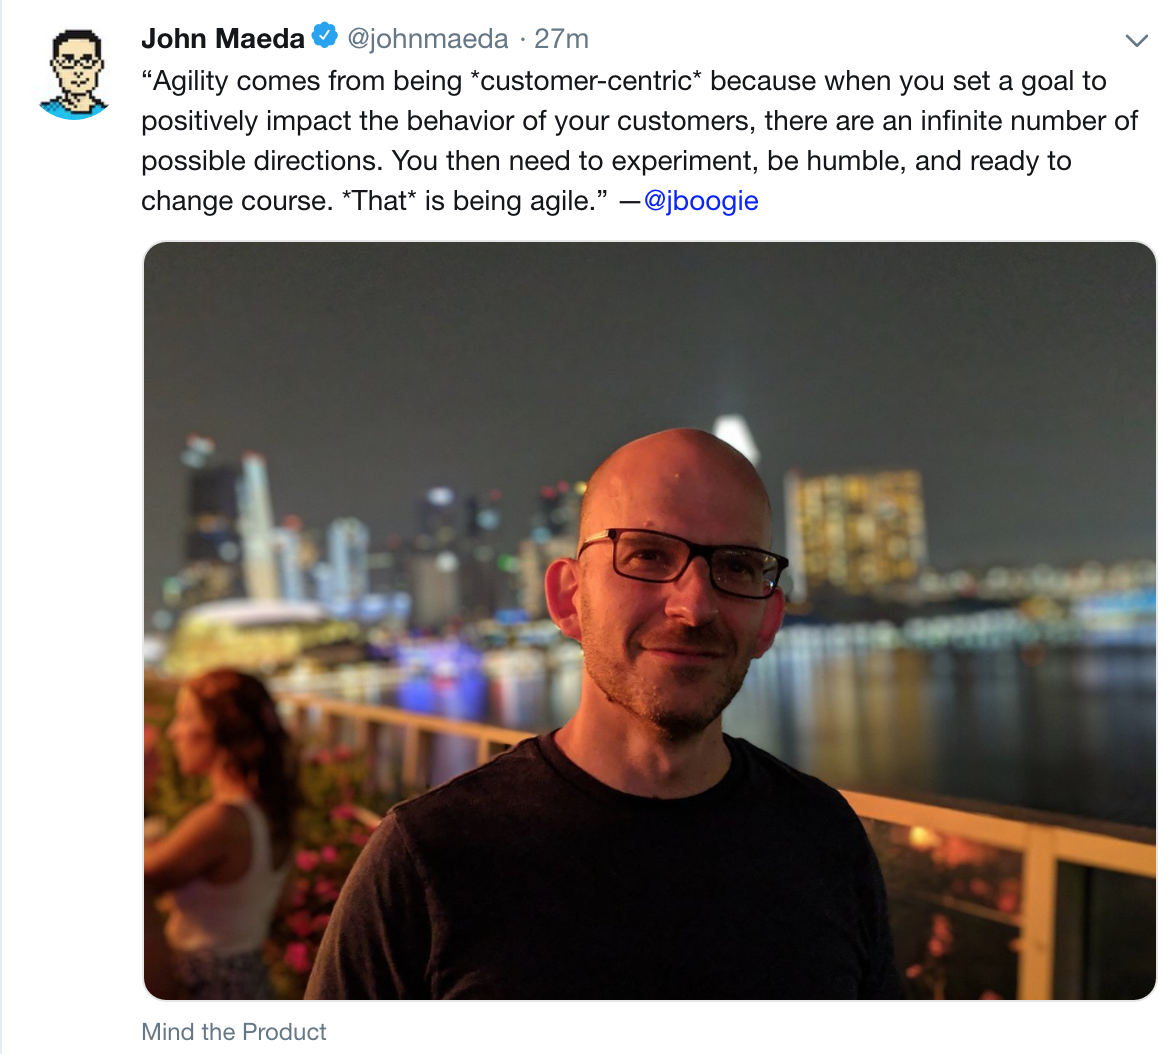 John Maeda @johnmaeda · 27m
“Agility comes from being *customer-centric* because when you set a goal to
positively impact the behavior of your customers, there are an infinite number of
possible directions. You then need to experiment, be humble, and ready to
change course. *That* is being agile.” —@jboogie
Mind the Product